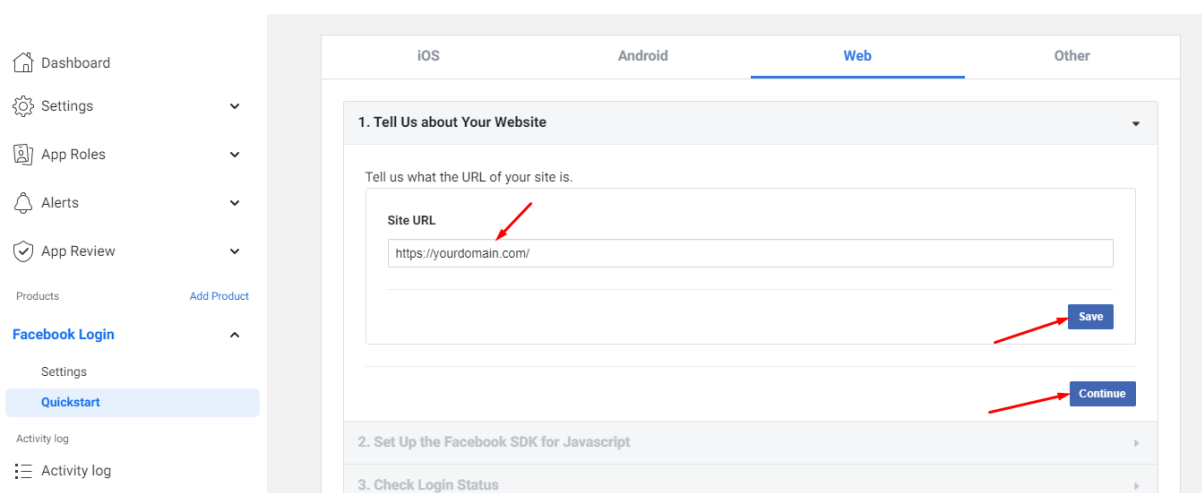 Dashboard
Settings
App Roles
Alerts
App Review
Products Add Product
Facebook Login
Settings
Quickstart
Activity log
Activity log
iOS Android Web Other
1. Tell Us about Your Website
Tell us what the URL of your site is.
Site URL
https://yourdomain.com/
Save
Continue
2. Set Up the Facebook SDK for Javascript
3. Check Login Status